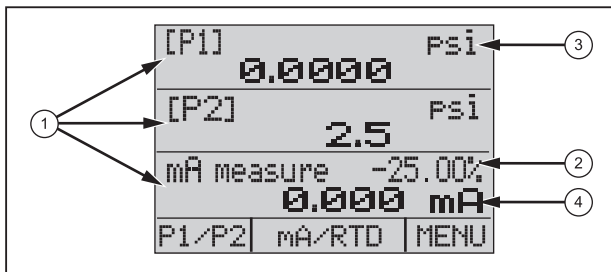 [P1] psi
0.0000
[P2] psi
2.5
mA measure -25.00%
0.000 mA
P1/P2 mA/RTD MENU
1
3
2
4